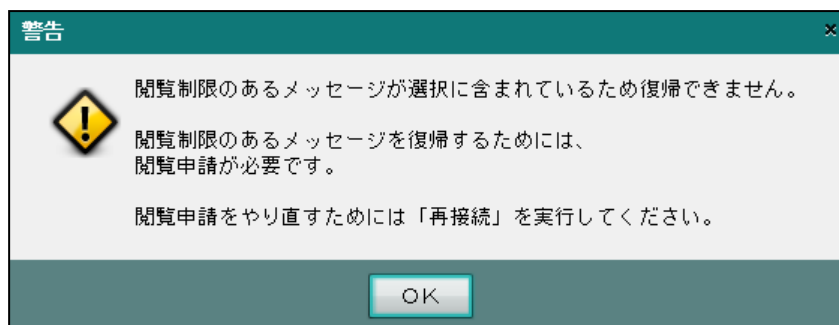 警告
閲覧制限のあるメッセージが選択に含まれているため復帰できません。
閲覧制限のあるメッセージを復帰するためには、
閲覧申請が必要です。
閲覧申請をやり直すためには「再接続」を実行してください。
OK